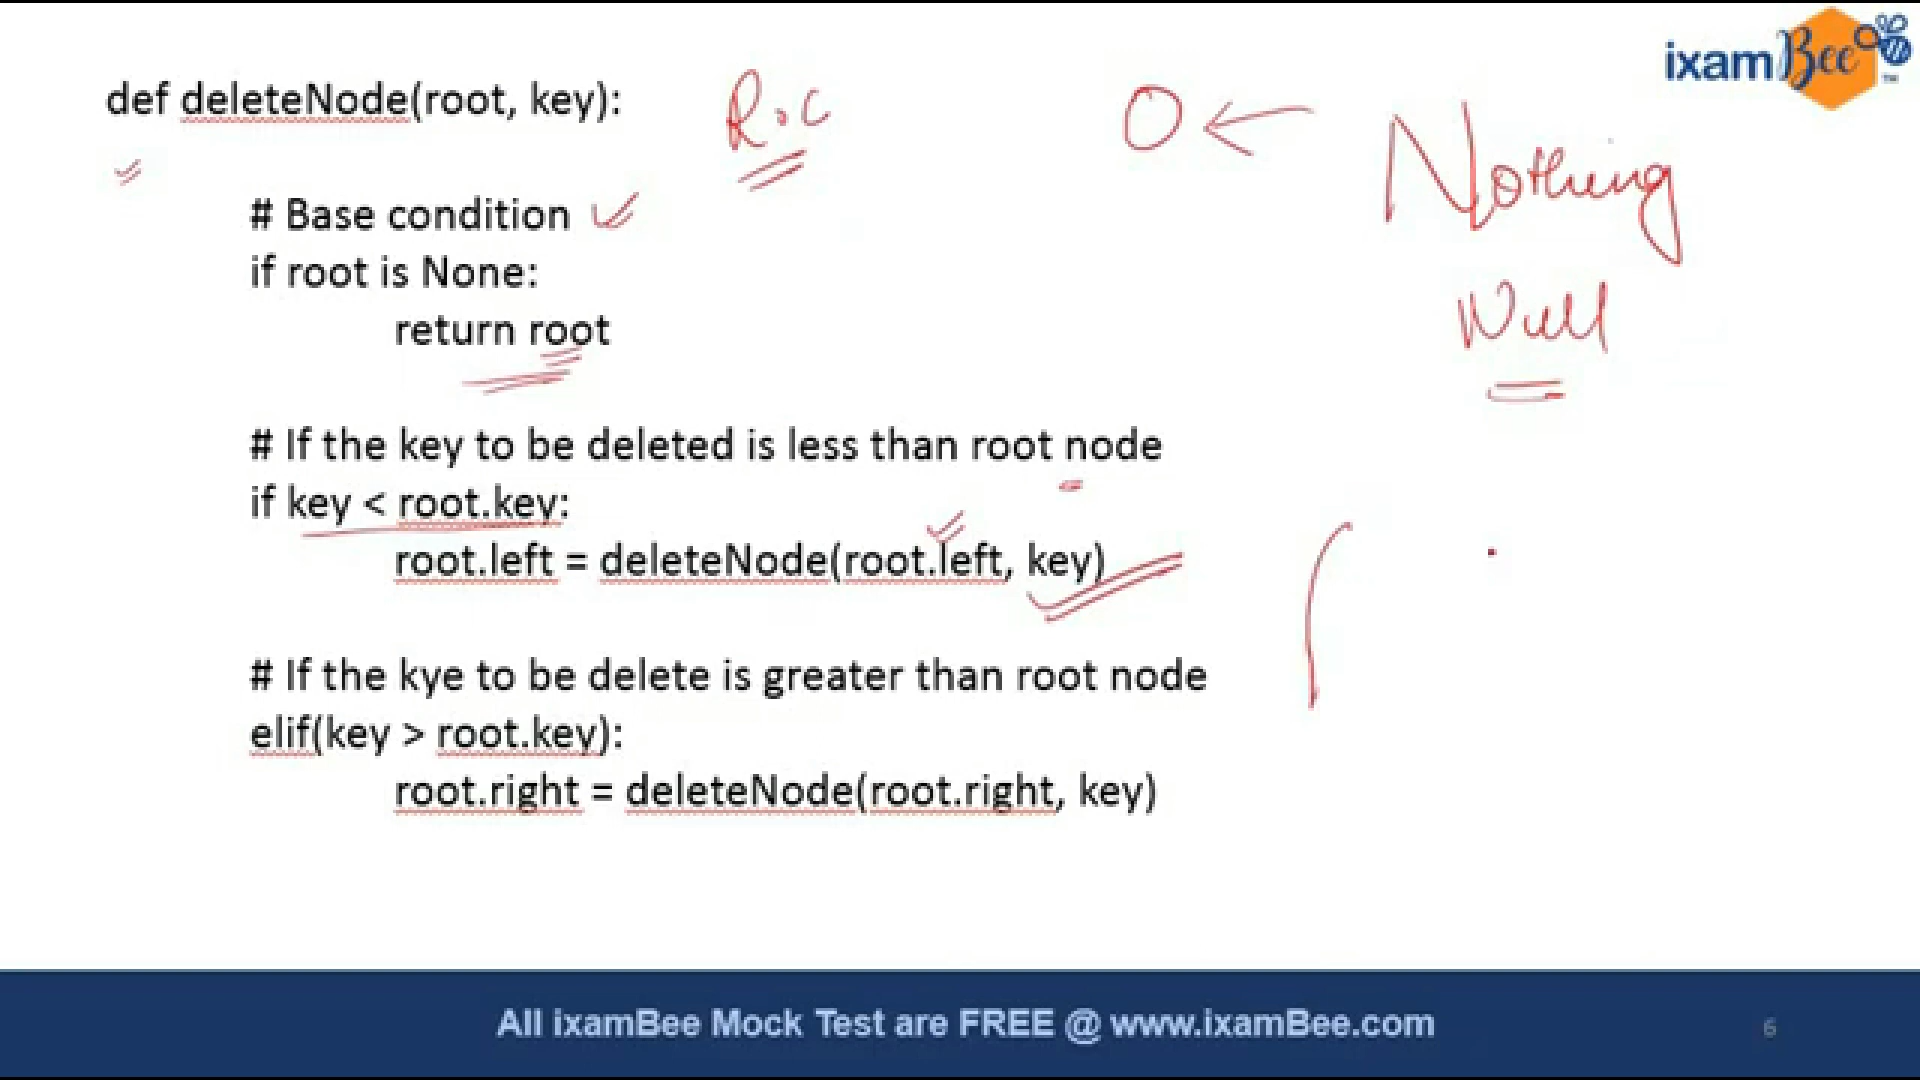 ixamBee™
def deleteNode(root, key):
R.C
O
Nothing
Null
# Base condition
if root is None:
return root
# If the key to be deleted is less than root node
if key < root.key:
root.left = deleteNode(root.left, key)
# If the kye to be delete is greater than root node
elif(key > root.key):
root.right = deleteNode(root.right, key)
All ixamBee Mock Test are FREE @ www.ixamBee.com
6